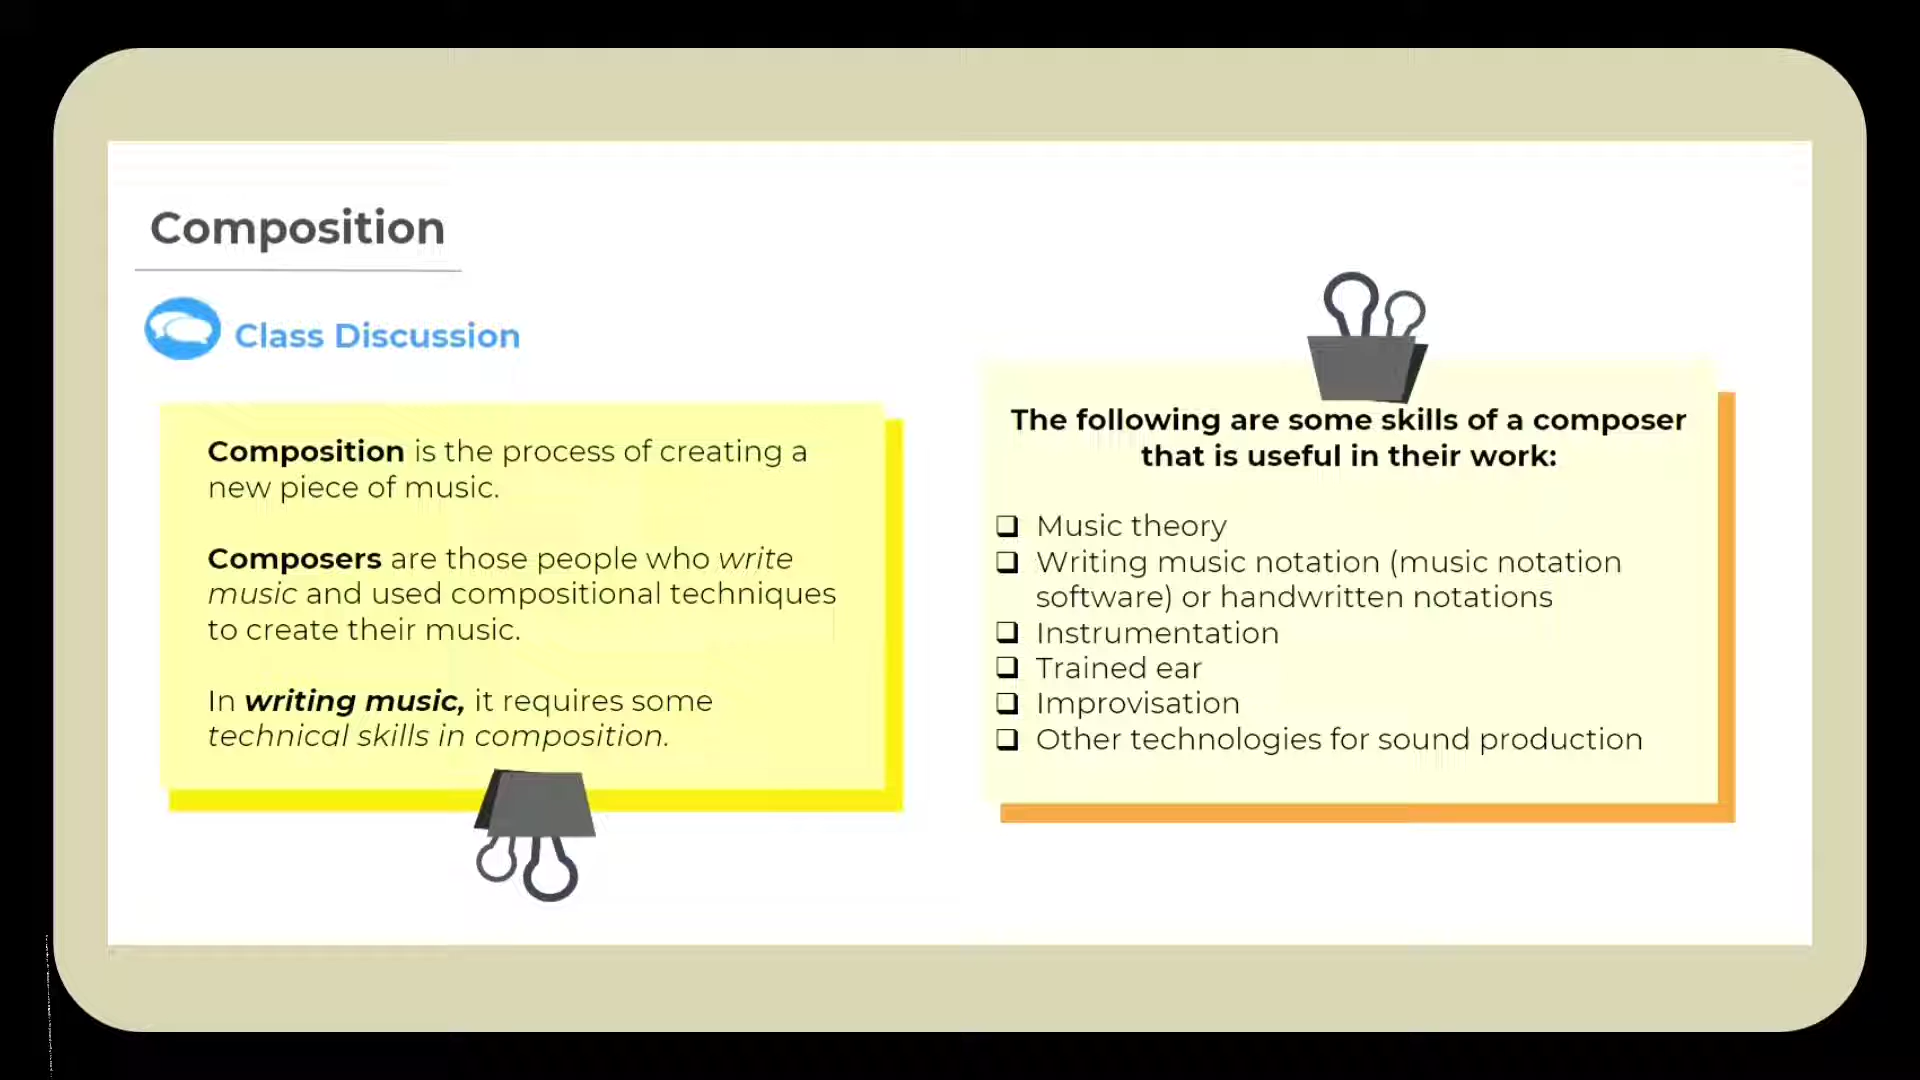 Composition
Class Discussion
Composition is the process of creating a
new piece of music.
Composers are those people who write
music and used compositional techniques
to create their music.
In writing music, it requires some
technical skills in composition.
The following are some skills of a composer
that is useful in their work:
❑ Music theory
❑ Writing music notation (music notation
software) or handwritten notations
❑ Instrumentation
❑ Trained ear
❑ Improvisation
❑ Other technologies for sound production